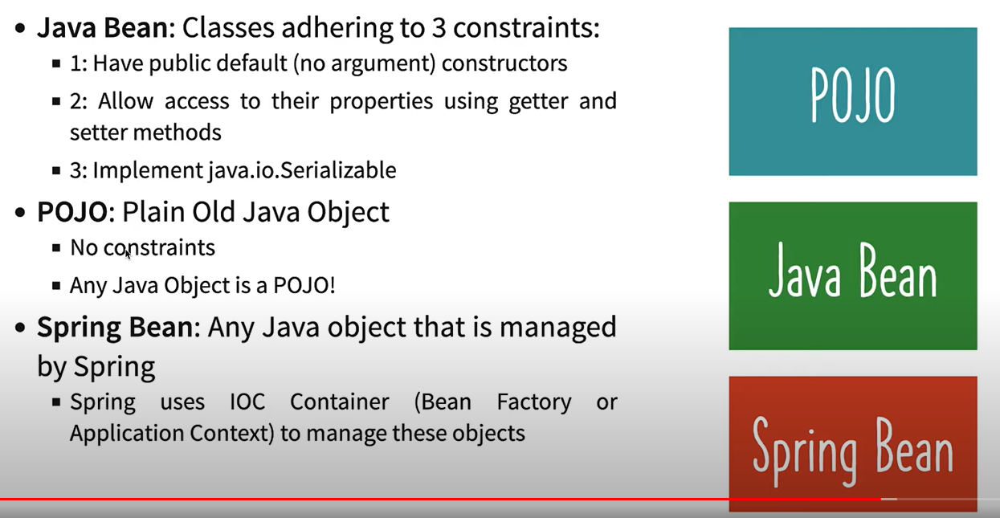 Java Bean: Classes adhering to 3 constraints:
1: Have public default (no argument) constructors
2: Allow access to their properties using getter and
setter methods
3: Implement java.io.Serializable
POJO: Plain Old Java Object
No constraints
Any Java Object is a POJO!
Spring Bean: Any Java object that is managed
by Spring
Spring uses IOC Container (Bean Factory or
Application Context) to manage these objects
POJO
Java Bean
Spring Bean